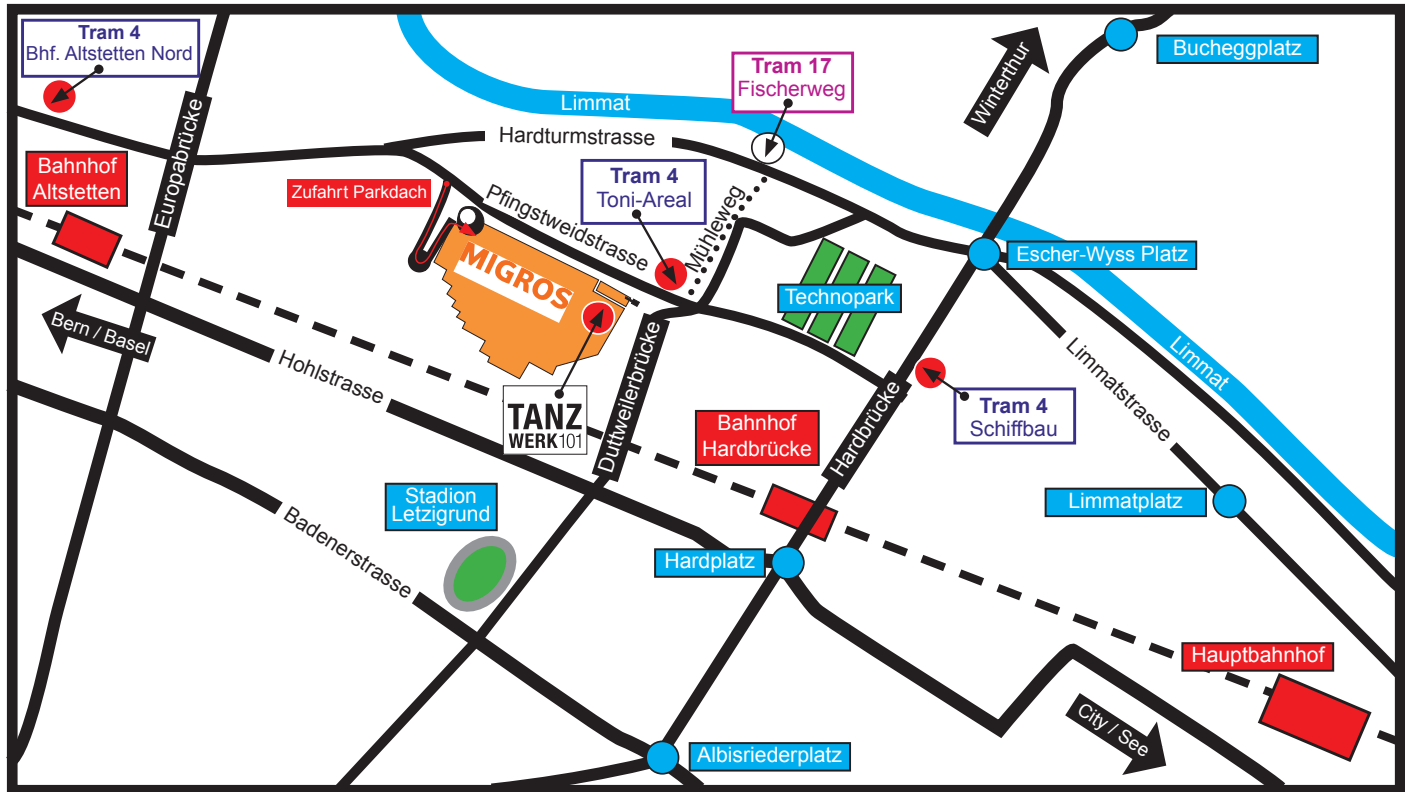 Tram 4
Bhf. Altstetten Nord
Bucheggplatz
Winterthur
Tram 17
Fischerweg
Limmat
Hardturmstrasse
Europabrücke
Bahnhof
Altstetten
Zufahrt Parkdach
Tram 4
Toni-Areal
Pfingstweidstrasse
Mühleweg
Escher-Wyss Platz
MIGROS
Technopark
Bern / Basel
Hohlstrasse
Limmatstrasse
Limmat
Duttweilerbrücke
Hardbrücke
TANZ
WERK101
Tram 4
Schiffbau
Bahnhof
Hardbrücke
Stadion
Letzigrund
Limmatplatz
Badenerstrasse
Hardplatz
Hauptbahnhof
City / See
Albisriederplatz